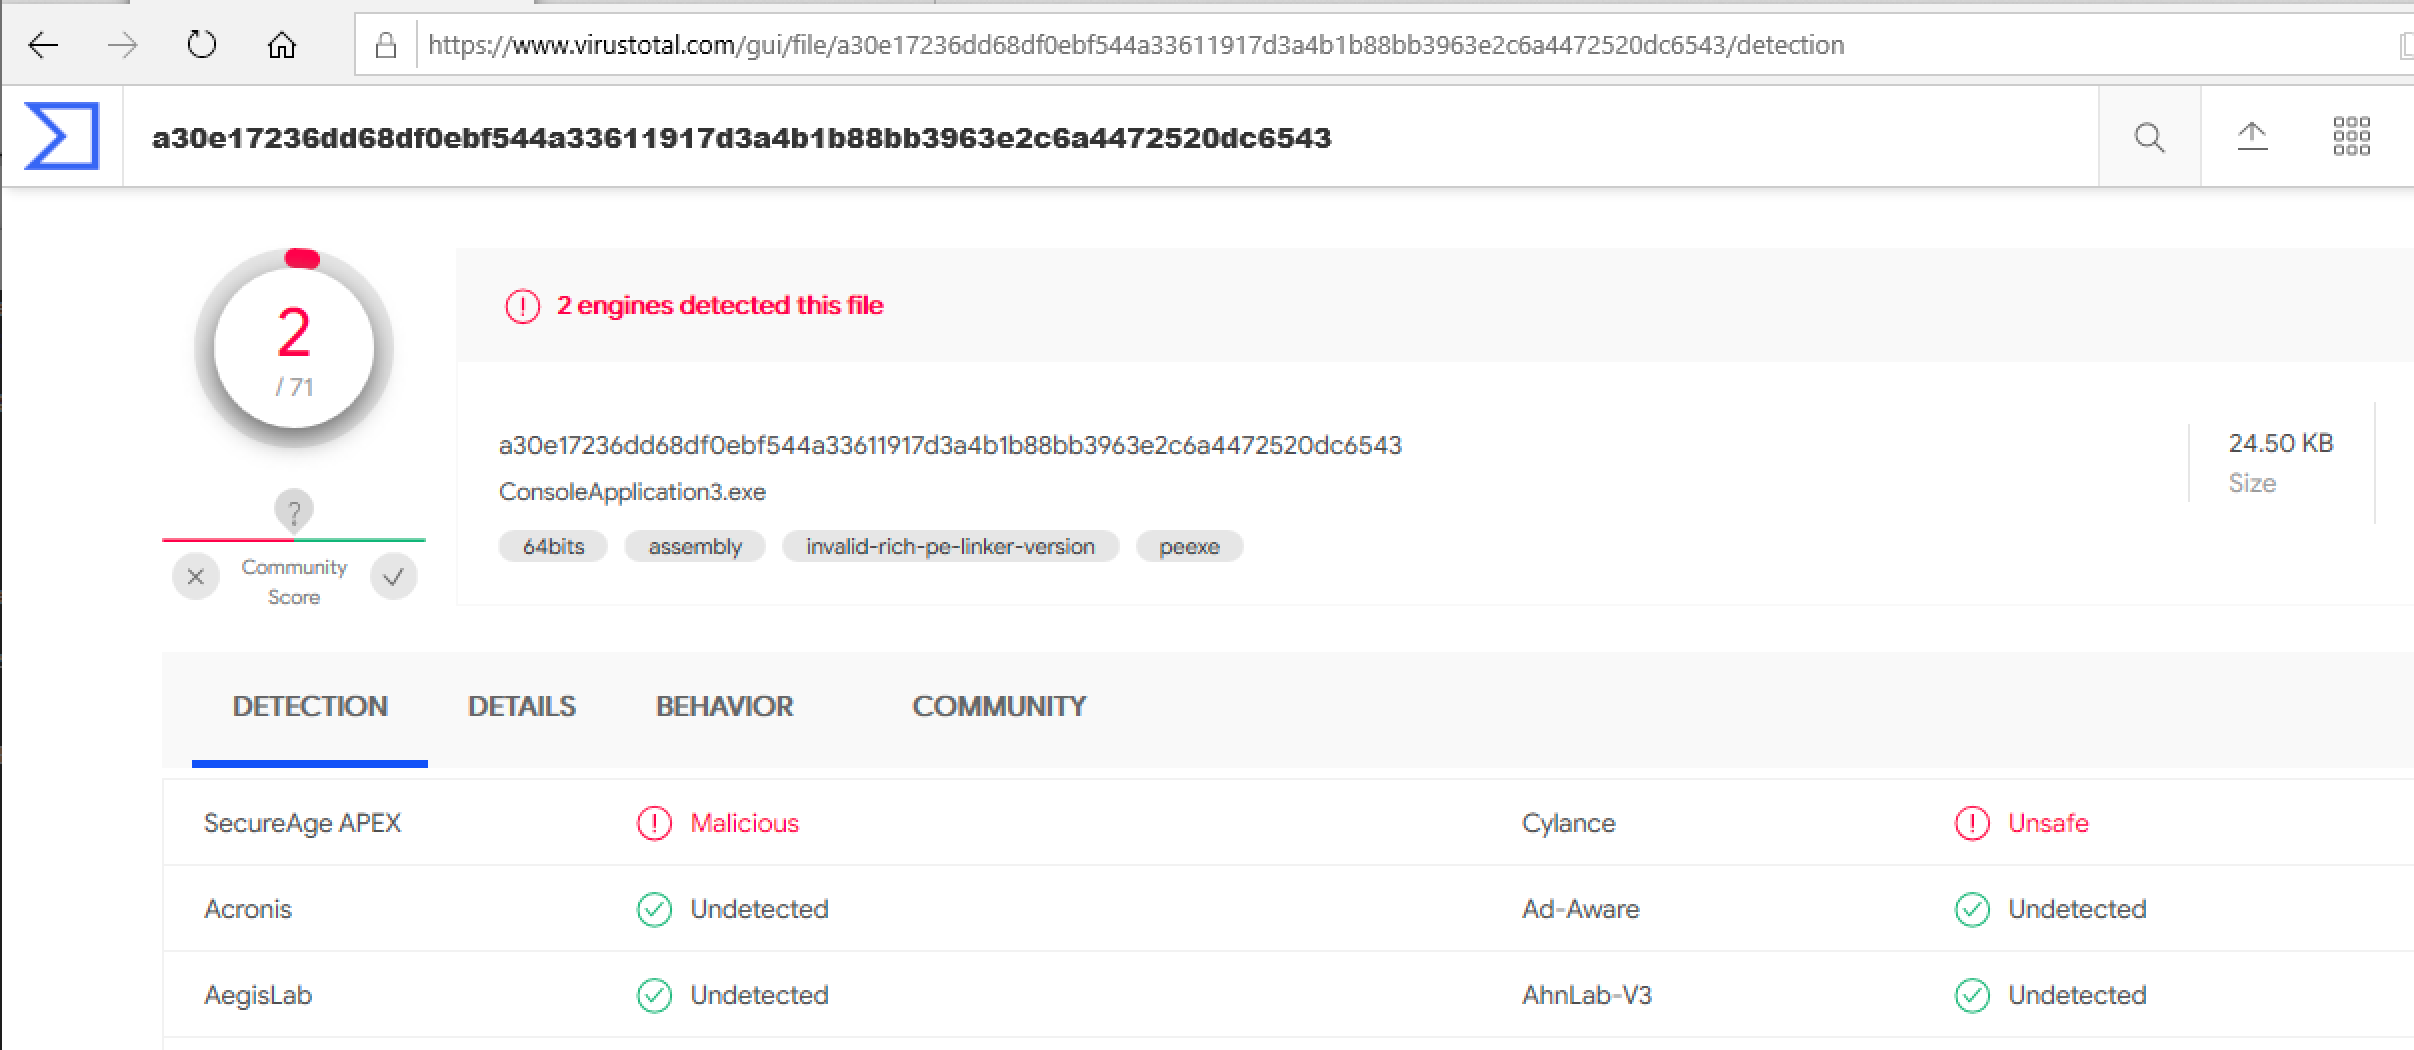 https://www.virustotal.com/gui/file/a30e17236dd68df0ebf544a33611917d3a4b1b88bb3963e2c6a4472520dc6543/detection
a30e17236dd68df0ebf544a33611917d3a4b1b88bb3963e2c6a4472520dc6543
2
/ 71
2 engines detected this file
a30e17236dd68df0ebf544a33611917d3a4b1b88bb3963e2c6a4472520dc6543
24.50 KB
Size
ConsoleApplication3.exe
64bits assembly invalid-rich-pe-linker-version peexe
?
Community
Score
DETECTION DETAILS BEHAVIOR COMMUNITY
SecureAge APEX Malicious Cylance Unsafe
Acronis Undetected Ad-Aware Undetected
AegisLab Undetected AhnLab-V3 Undetected